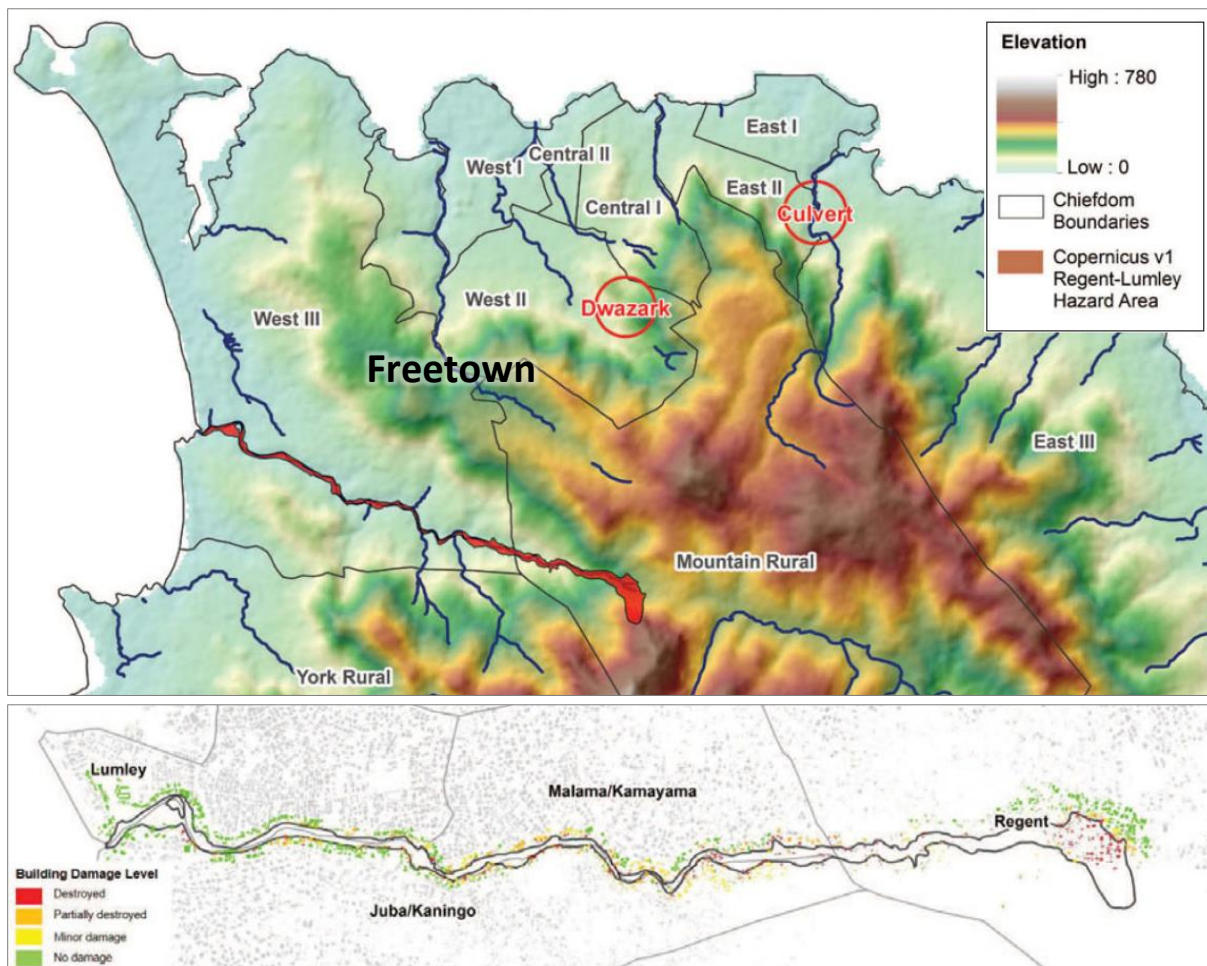 Elevation
High : 780
Low : 0
Chiefdom
Boundaries
Copernicus v1
Regent-Lumley
Hazard Area
East I
Central II
West I
East II
Culvert
Central I
West II
Dwazark
West III
Freetown
East III
Mountain Rural
York Rural
Lumley
Malama/Kamayama
Regent
Juba/Kaningo
Building Damage Level
Destroyed
Partially destroyed
Minor damage
No damage